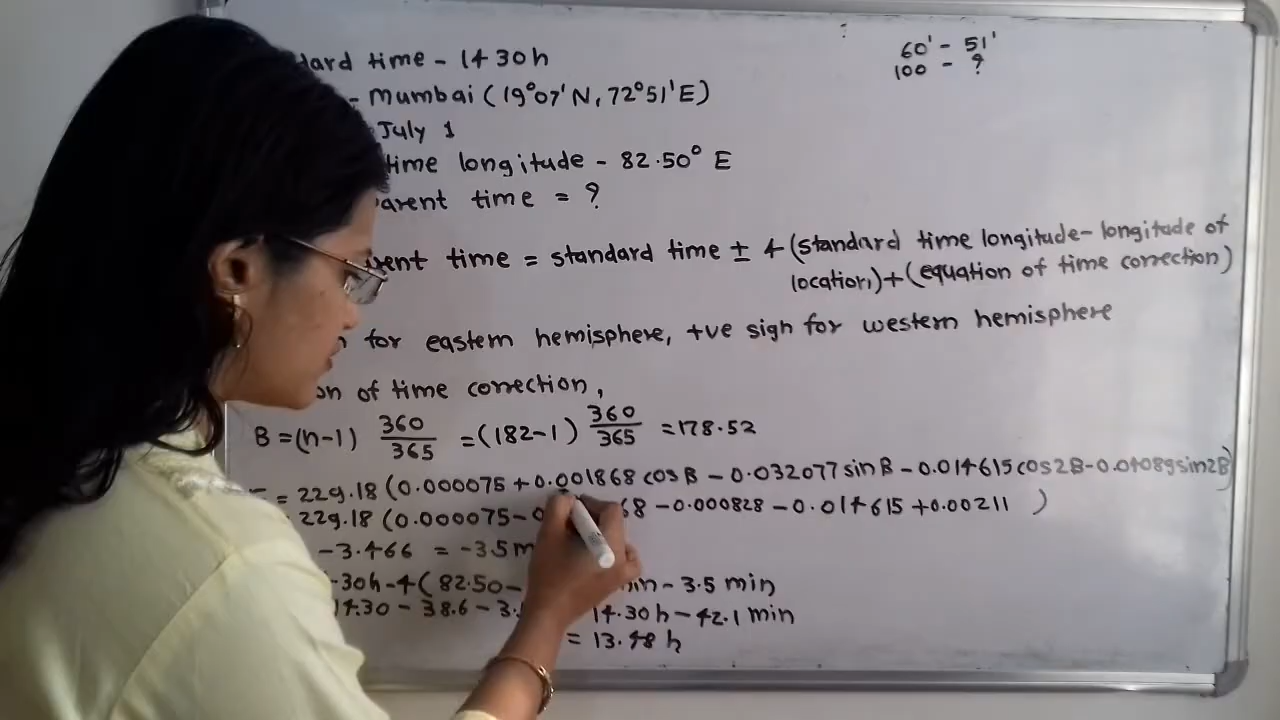 dard time - 1430h
- Mumbai (19°07'N, 72°51'E)
July 1
time longitude - 82.50° E
arent time = ?
rent time = standard time ± 4 (standard time longitude - longitude of
location) + (equation of time correction)
for eastern hemisphere, +ve sign for western hemisphere
on of time correction,
B = (n-1) 360/365 = (182-1) 360/365 = 178.52
= 229.18 (0.000075 + 0.001868 cos B - 0.032077 sin B - 0.014615 cos 2B - 0.04089 sin 2B)
229.18 (0.000075 - 0 68 - 0.000828 - 0.014615 + 0.00211 )
-3.466 = -3.5 m
30h - 4 ( 82.50 - min - 3.5 min
14.30 - 38.6 - 3. 14.30h - 42.1 min
= 13.48 h
60' - 51'
100 - ?